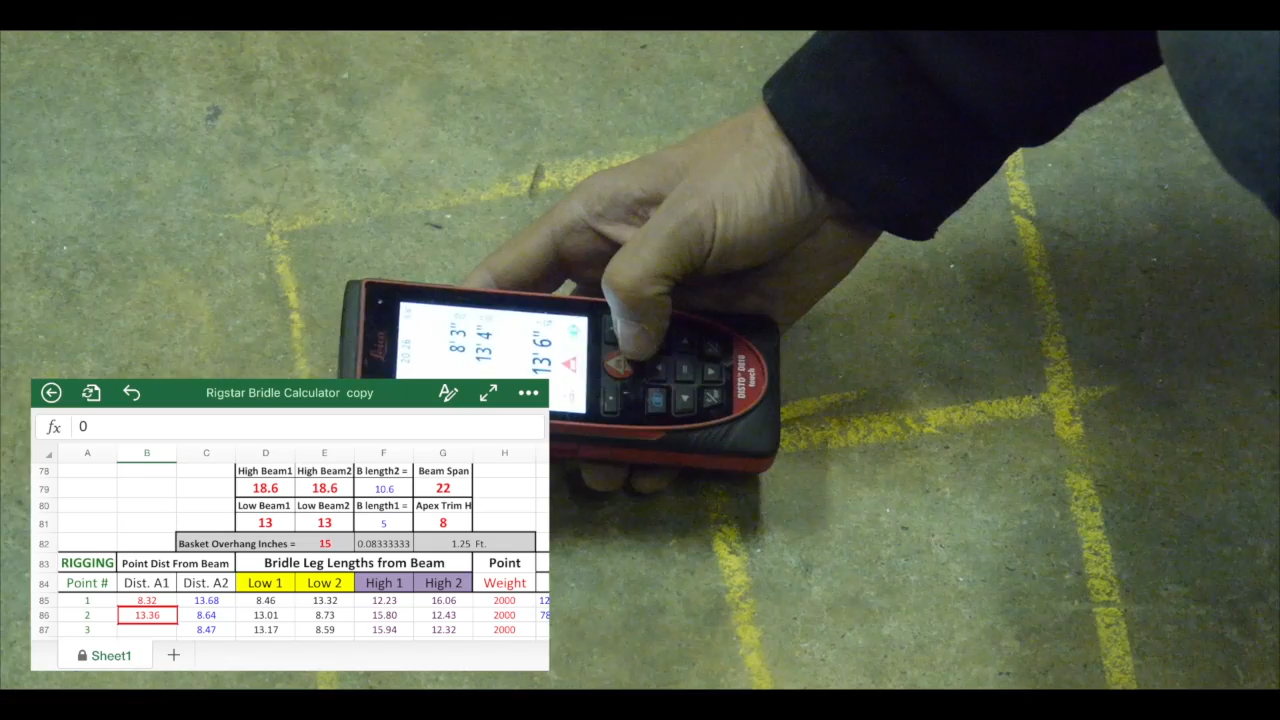 Leica
8' 3"
13' 4"
13' 6"
DISTO™ D810
touch
Rigstar Bridle Calculator copy
fx 0
A B C D E F G H
78 High Beam1 High Beam2 B length2 = Beam Span
79 18.6 18.6 10.6 22
80 Low Beam1 Low Beam2 B length1 = Apex Trim H
81 13 13 5 8
82 Basket Overhang Inches = 15 0.08333333 1.25 Ft.
83 RIGGING Point Dist From Beam Bridle Leg Lengths from Beam Point
84 Point # Dist. A1 Dist. A2 Low 1 Low 2 High 1 High 2 Weight
85 1 8.32 13.68 8.46 13.32 12.23 16.06 2000 12
86 2 13.36 8.64 13.01 8.73 15.80 12.43 2000 78
87 3 8.47 13.17 8.59 15.94 12.32 2000
Sheet1